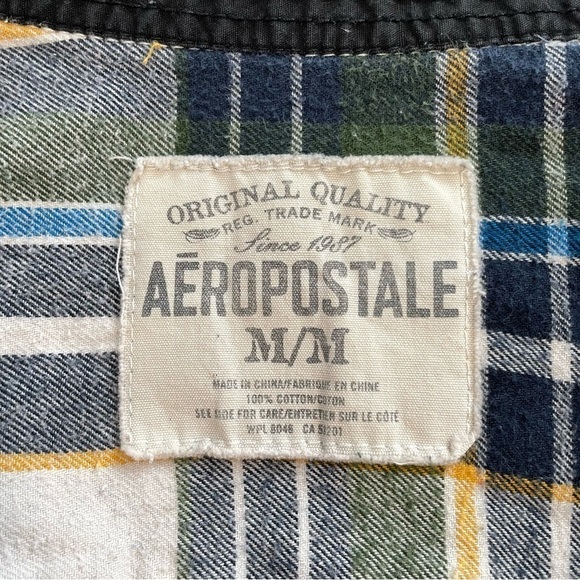 ORIGINAL QUALITY
REG. TRADE MARK
Since 1987
AĒROPOSTALE
M/M
MADE IN CHINA/FABRIQUE EN CHINE
100% COTTON/COTON
SEE SIDE FOR CARE/ENTRETIEN SUR LE CÔTÉ
WPL 8046 CA 51201